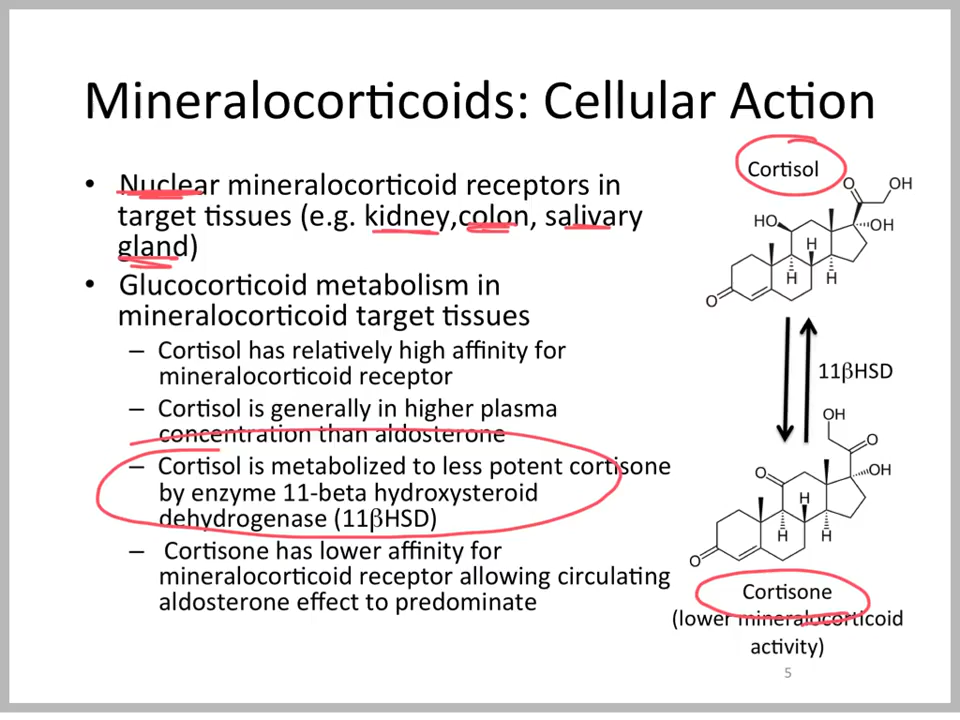 Mineralocorticoids: Cellular Action
• Nuclear mineralocorticoid receptors in
target tissues (e.g. kidney,colon, salivary
gland)
• Glucocorticoid metabolism in
mineralocorticoid target tissues
– Cortisol has relatively high affinity for
mineralocorticoid receptor
– Cortisol is generally in higher plasma
concentration than aldosterone
– Cortisol is metabolized to less potent cortisone
by enzyme 11-beta hydroxysteroid
dehydrogenase (11βHSD)
– Cortisone has lower affinity for
mineralocorticoid receptor allowing circulating
aldosterone effect to predominate
Cortisol
O OH
HO OH
H
H H
O
11βHSD
OH
O
O OH
H
H H
O
Cortisone
(lower mineralocorticoid
activity)
5